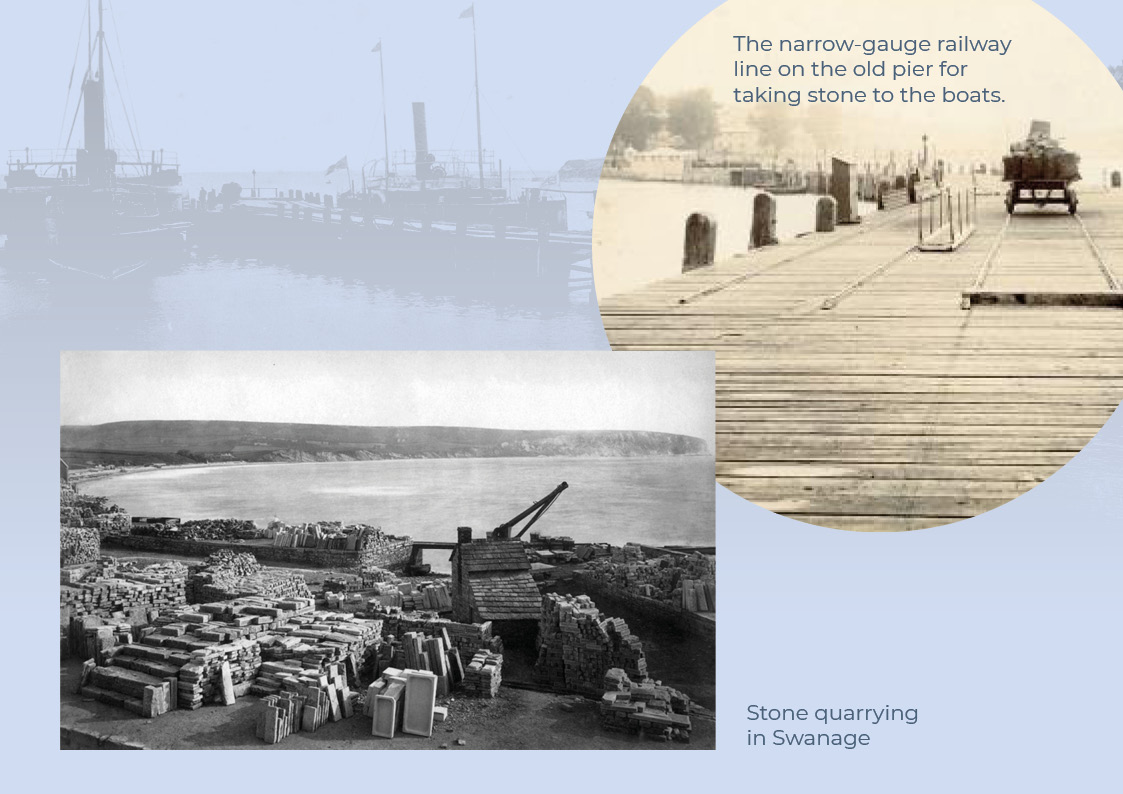 The narrow-gauge railway
line on the old pier for
taking stone to the boats.
Stone quarrying
in Swanage